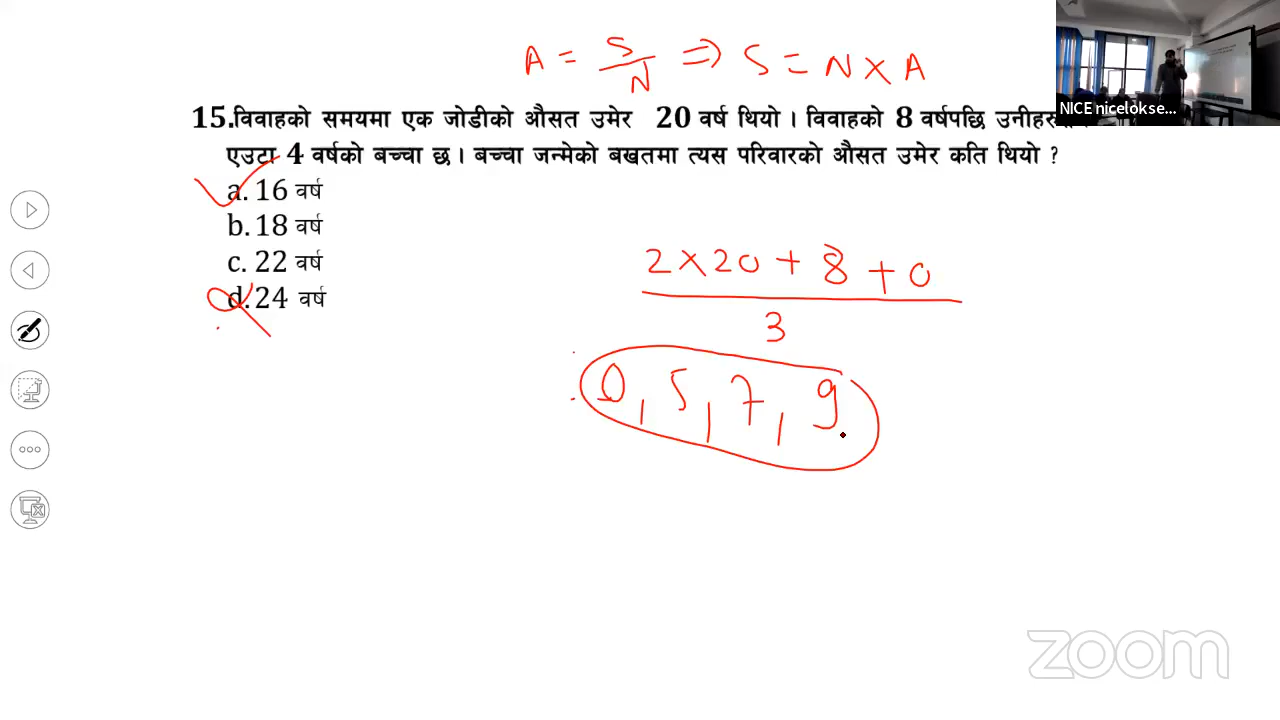 A = S/N ⇒ S = N × A
15.विवाहको समयमा एक जोडीको औसत उमेर 20 वर्ष थियो । विवाहको 8 वर्षपछि
एउटा 4 वर्षको बच्चा छ । बच्चा जन्मेको बखतमा त्यस परिवारको औसत उमेर कति थियो ?
a. 16 वर्ष
b. 18 वर्ष
c. 22 वर्ष
d. 24 वर्ष
2 × 20 + 8 + 0
3
0, 5, 7, 9
NICE nicelokse...
zoom